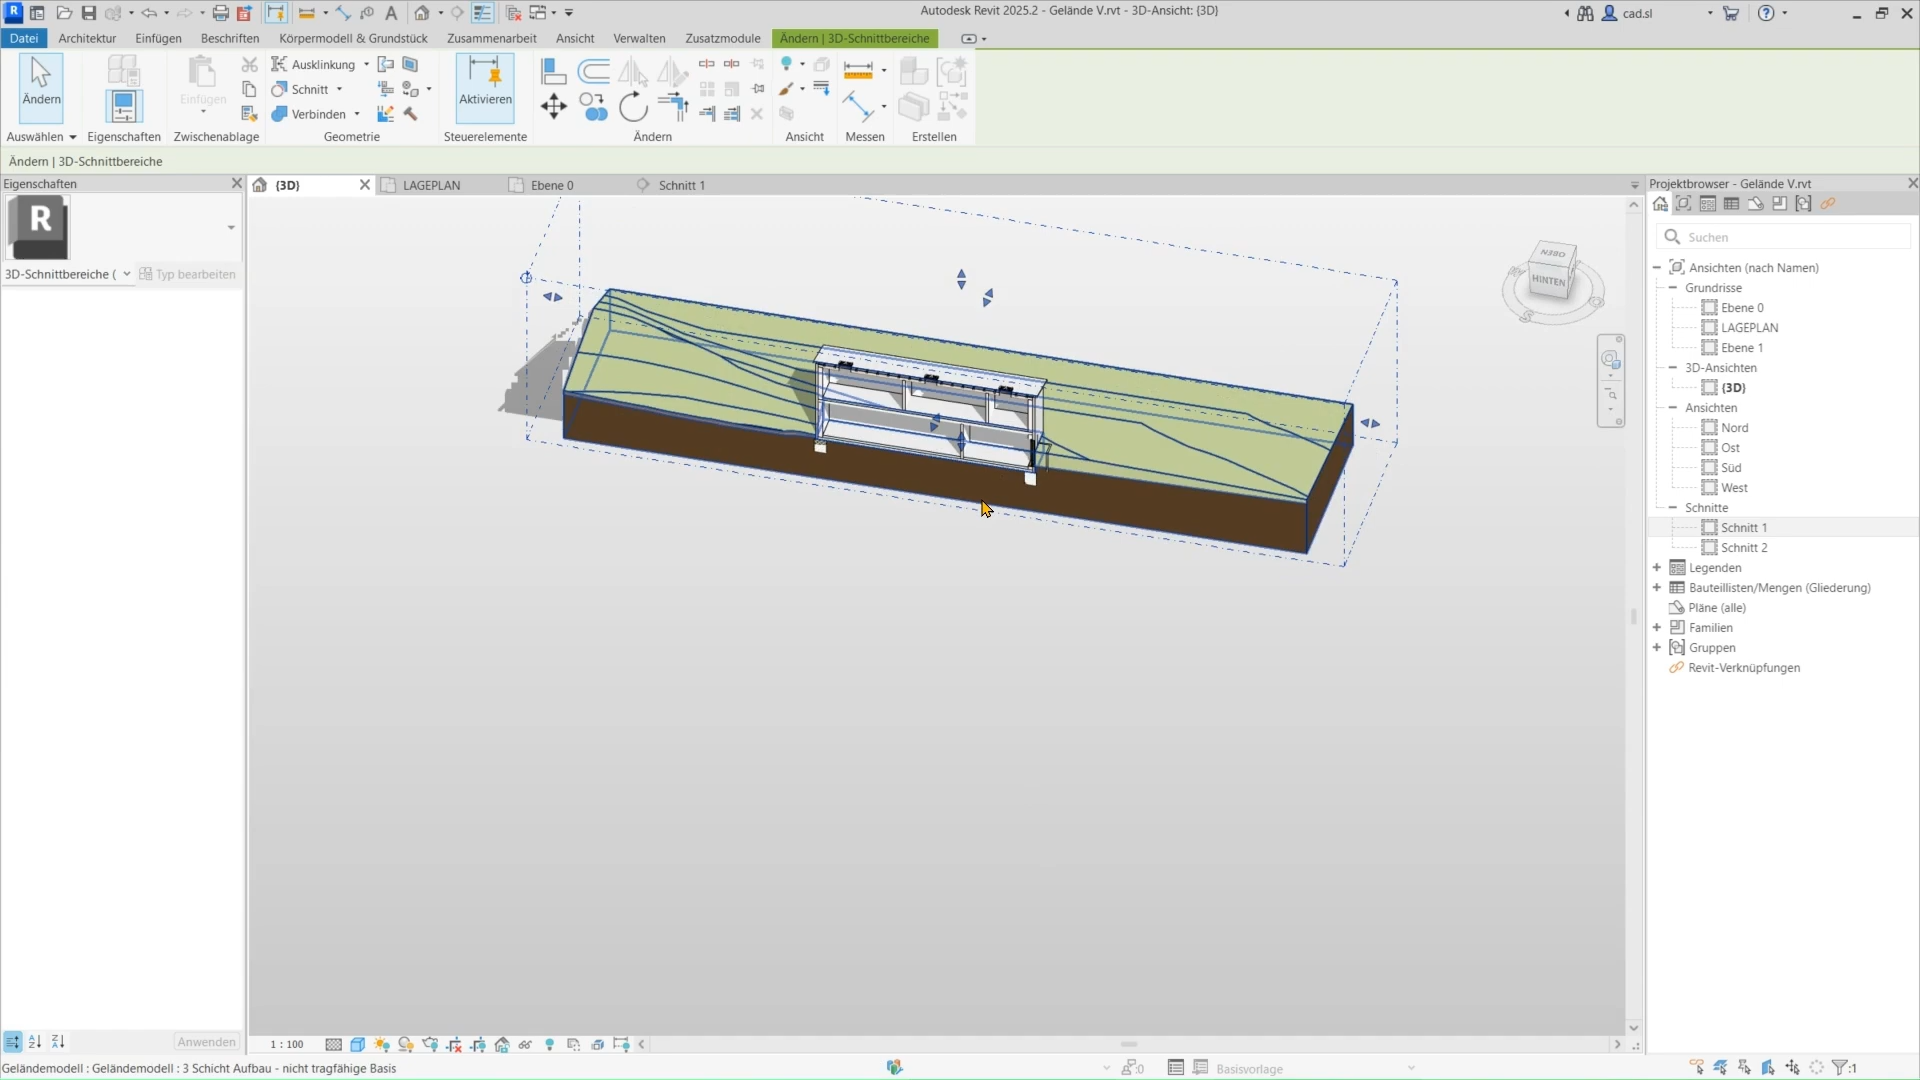 R
Autodesk Revit 2025.2 - Gelände V.rvt - 3D-Ansicht: {3D}
cad.sl
Datei Architektur Einfügen Beschriften Körpermodell & Grundstück Zusammenarbeit Ansicht Verwalten Zusatzmodule Ändern | 3D-Schnittbereiche
Ausklinkung
Schnitt
Verbinden
Ändern
Einfügen
Aktivieren
Auswählen Eigenschaften Zwischenablage Geometrie Steuerelemente Ändern Ansicht Messen Erstellen
Ändern | 3D-Schnittbereiche
Eigenschaften
R
3D-Schnittbereiche ( Typ bearbeiten
{3D} LAGEPLAN Ebene 0 Schnitt 1
OBEN
HINTEN
S
Projektbrowser - Gelände V.rvt
Suchen
Ansichten (nach Namen)
Grundrisse
Ebene 0
LAGEPLAN
Ebene 1
3D-Ansichten
{3D}
Ansichten
Nord
Ost
Süd
West
Schnitte
Schnitt 1
Schnitt 2
Legenden
Bauteillisten/Mengen (Gliederung)
Pläne (alle)
Familien
Gruppen
Revit-Verknüpfungen
Anwenden
1 : 100
Geländemodell : Geländemodell : 3 Schicht Aufbau - nicht tragfähige Basis
:0
Basisvorlage
:1